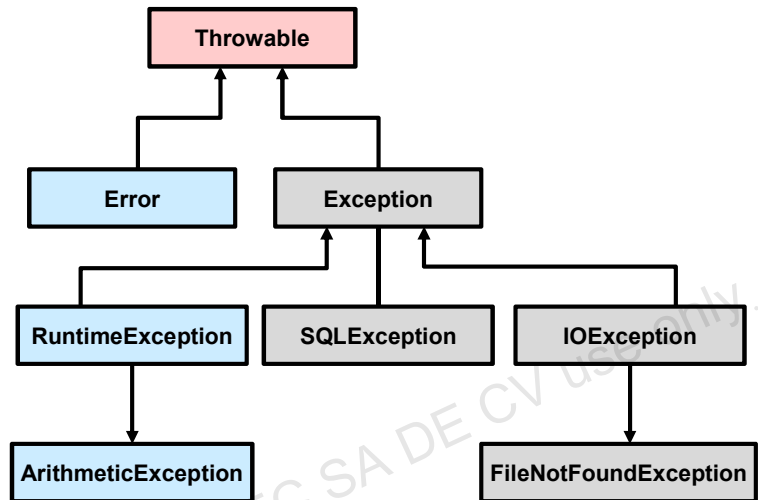 Throwable
Error
Exception
RuntimeException
SQLException
IOException
ArithmeticException
FileNotFoundException
SA DE CV use only.